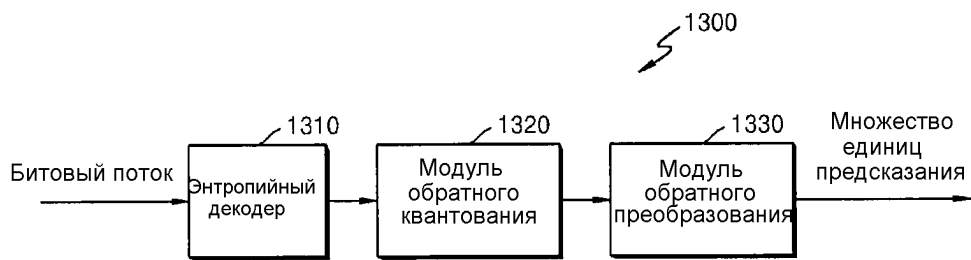 1300
1310
1320
1330
Битовый поток
Энтропийный
декодер
Модуль
обратного
квантования
Модуль
обратного
преобразования
Множество
единиц
предсказания